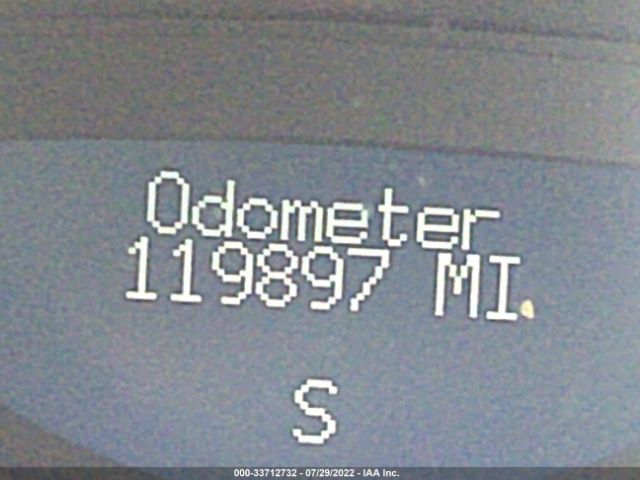 Odometer
119897 MI
S
000-33712732 - 07/29/2022 - IAA Inc.